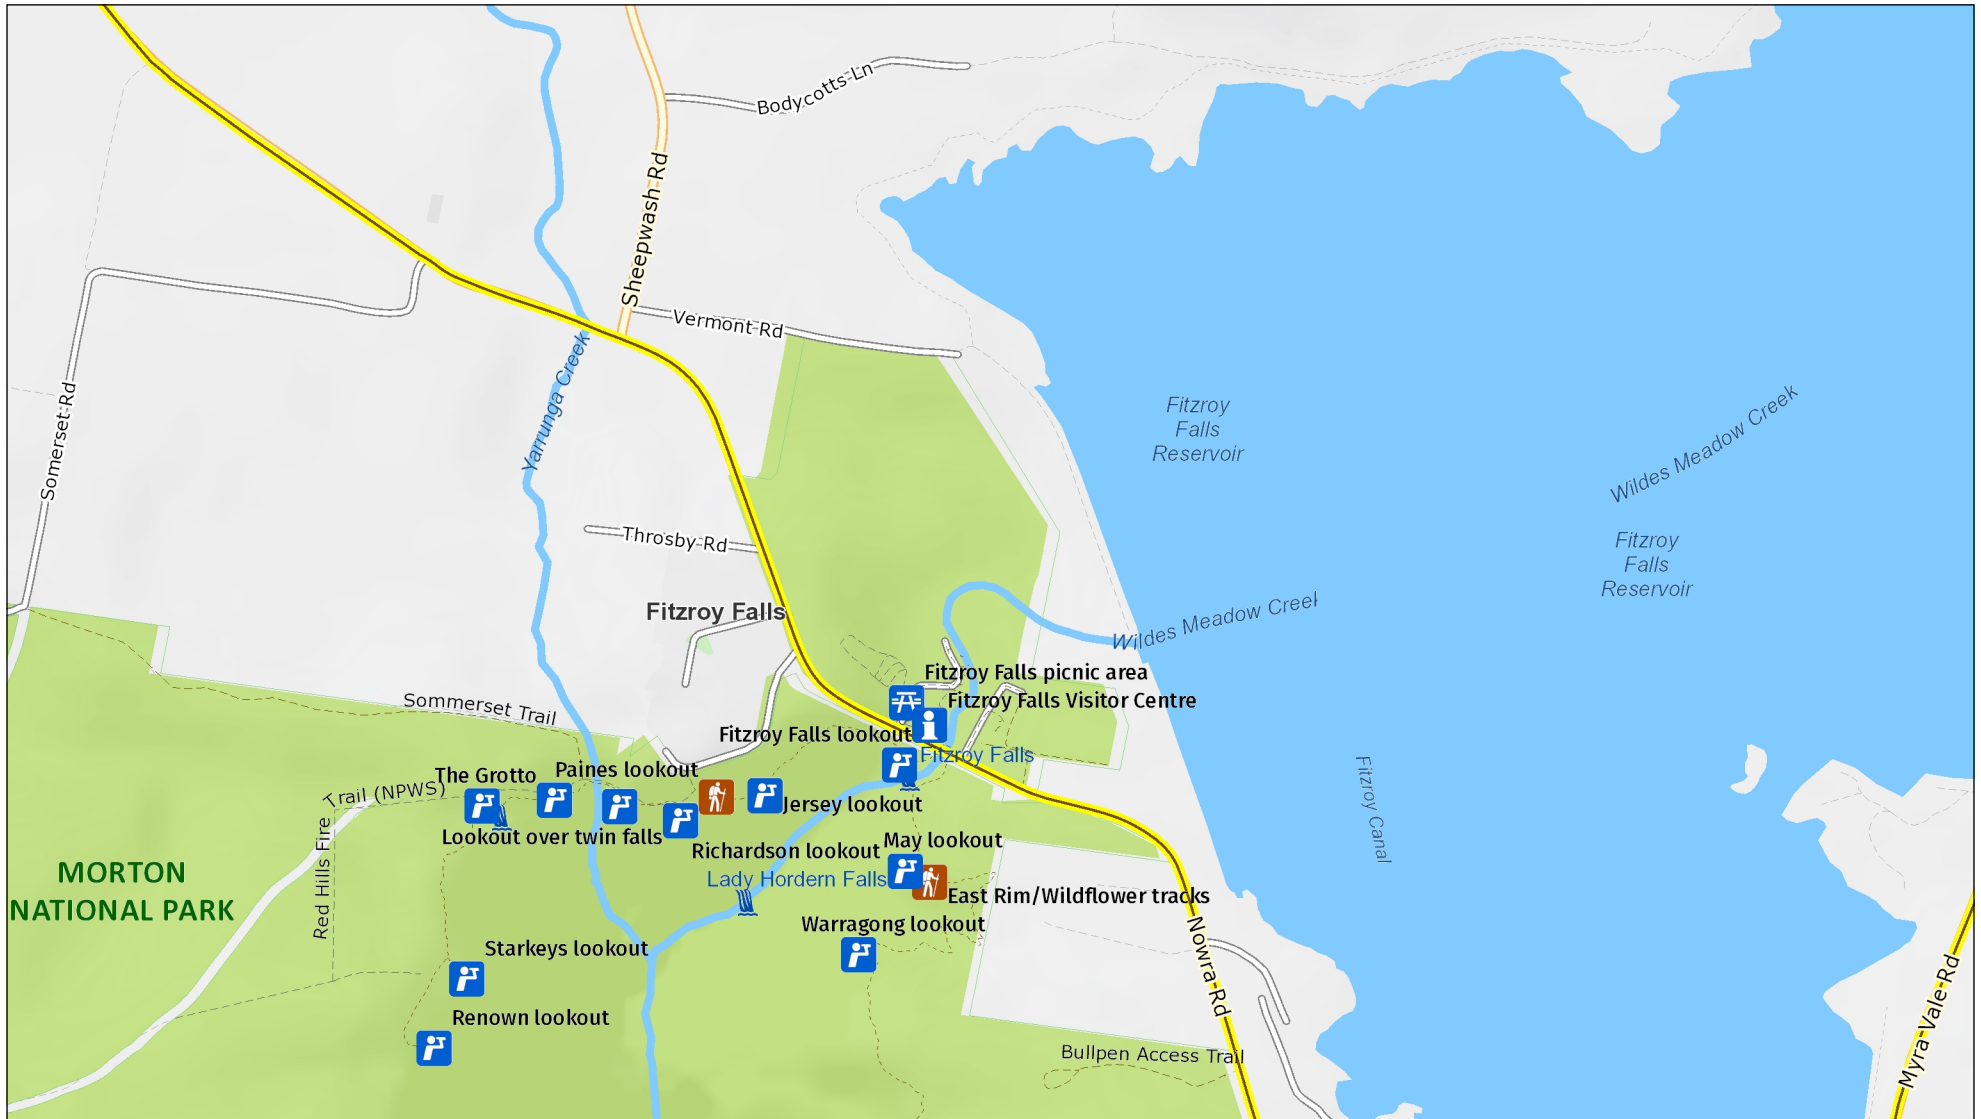 Bodycotts-Ln
Sheepwash-Rd
Vermont Rd
Yarrunga Creek
Somerset-Rd
Fitzroy
Falls
Reservoir
Wildes Meadow Creek
Fitzroy
Falls
Reservoir
Throsby-Rd
Fitzroy Falls
Wildes Meadow Creek
Fitzroy Falls picnic area
Fitzroy Falls Visitor Centre
Sommerset Trail
Fitzroy Falls lookout
Fitzroy Falls
The Grotto
Paines lookout
Red Hills Fire Trail (NPWS)
Jersey lookout
Lookout over twin falls
Richardson lookout
May lookout
Lady Hordern Falls
East Rim/Wildflower tracks
MORTON
NATIONAL PARK
Warragong lookout
Starkeys lookout
Renown lookout
Fitzroy Canal
Nowra-Rd
Bullpen Access Trail
Myra-Vale-Rd